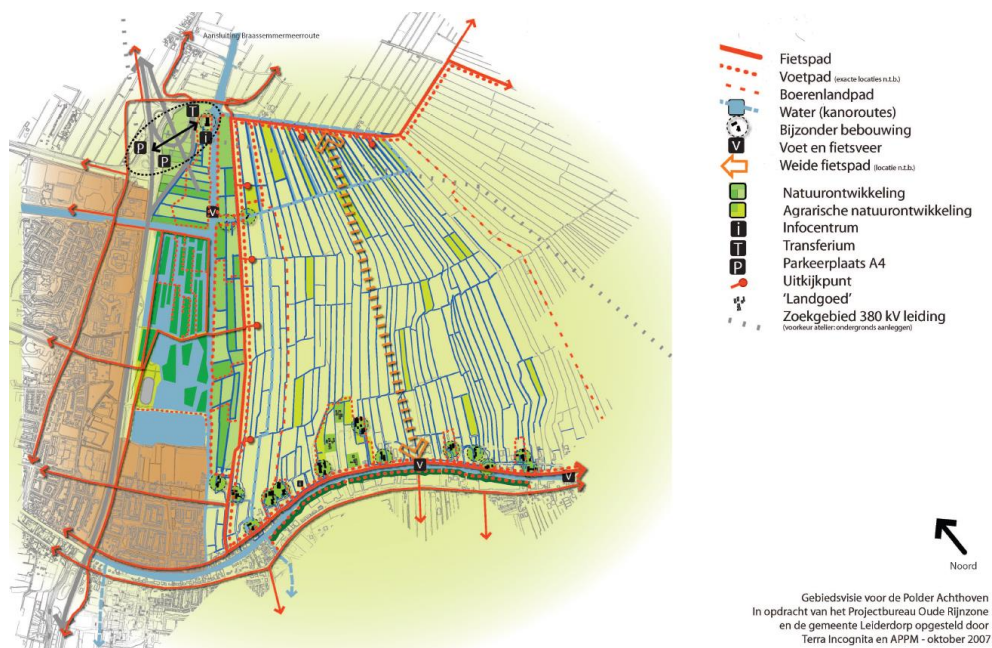 Aansluiting Braassemmermeerroute
T
i
P
P
V
V
V
Fietspad
Voetpad (exacte locaties n.t.b.)
Boerenlandpad
Water (kanoroutes)
Bijzonder bebouwing
V Voet en fietsveer
Weide fietspad (locatie n.t.b.)
Natuurontwikkeling
Agrarische natuurontwikkeling
i Infocentrum
T Transferium
P Parkeerplaats A4
Uitkijkpunt
'Landgoed'
Zoekgebied 380 kV leiding
(voorkeur atelier: ondergronds aanleggen)
Noord
Gebiedsvisie voor de Polder Achthoven
In opdracht van het Projectbureau Oude Rijnzone
en de gemeente Leiderdorp opgesteld door
Terra Incognita en APPM - oktober 2007